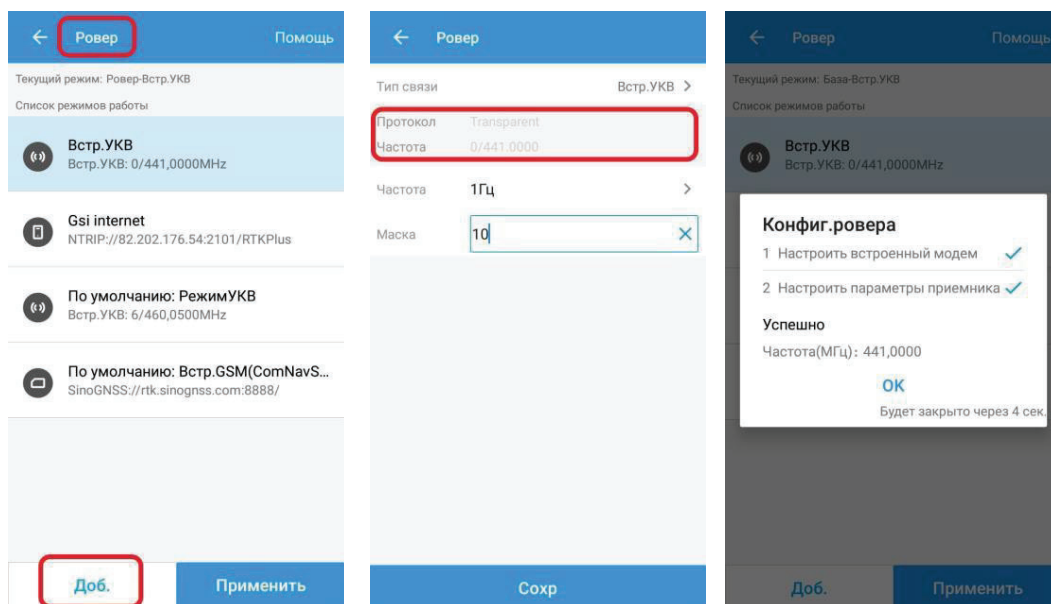 Ровер Помощь
Текущий режим: Ровер-Встр.УКВ
Список режимов работы
Встр.УКВ
Встр.УКВ: 0/441,0000MHz
Gsi internet
NTRIP://82.202.176.54:2101/RTKPlus
По умолчанию: РежимУКВ
Встр.УКВ: 6/460,0500MHz
По умолчанию: Встр.GSM(ComNavS...
SinoGNSS://rtk.sinognss.com:8888/
Доб. Применить
Ровер
Тип связи Встр.УКВ >
Протокол Transparent
Частота 0/441.0000
Частота 1Гц >
Маска 10
Сохр
Ровер Помощь
Текущий режим: База-Встр.УКВ
Список режимов работы
Встр.УКВ
Встр.УКВ: 0/441,0000MHz
Конфиг.ровера
1 Настроить встроенный модем
2 Настроить параметры приемника
Успешно
Частота(МГц): 441,0000
OK
Будет закрыто через 4 сек.
Доб. Применить